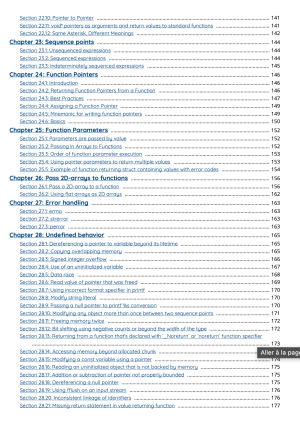 Section 22.10: Pointer to Pointer ... 141
Section 22.11: void* pointers as arguments and return values to standard functions ... 141
Section 22.12: Same Asterisk, Different Meanings ... 142
Chapter 23: Sequence points ... 144
Section 23.1: Unsequenced expressions ... 144
Section 23.2: Sequenced expressions ... 144
Section 23.3: Indeterminately sequenced expressions ... 145
Chapter 24: Function Pointers ... 146
Section 24.1: Introduction ... 146
Section 24.2: Returning Function Pointers from a Function ... 146
Section 24.3: Best Practices ... 147
Section 24.4: Assigning a Function Pointer ... 149
Section 24.5: Mnemonic for writing function pointers ... 149
Section 24.6: Basics ... 150
Chapter 25: Function Parameters ... 152
Section 25.1: Parameters are passed by value ... 152
Section 25.2: Passing in Arrays to Functions ... 152
Section 25.3: Order of function parameter execution ... 153
Section 25.4: Using pointer parameters to return multiple values ... 153
Section 25.5: Example of function returning struct containing values with error codes ... 154
Chapter 26: Pass 2D-arrays to functions ... 156
Section 26.1: Pass a 2D-array to a function ... 156
Section 26.2: Using flat arrays as 2D arrays ... 162
Chapter 27: Error handling ... 163
Section 27.1: errno ... 163
Section 27.2: strerror ... 163
Section 27.3: perror ... 163
Chapter 28: Undefined behavior ... 165
Section 28.1: Dereferencing a pointer to variable beyond its lifetime ... 165
Section 28.2: Copying overlapping memory ... 165
Section 28.3: Signed integer overflow ... 166
Section 28.4: Use of an uninitialized variable ... 167
Section 28.5: Data race ... 168
Section 28.6: Read value of pointer that was freed ... 169
Section 28.7: Using incorrect format specifier in printf ... 170
Section 28.8: Modify string literal ... 170
Section 28.9: Passing a null pointer to printf %s conversion ... 170
Section 28.10: Modifying any object more than once between two sequence points ... 171
Section 28.11: Freeing memory twice ... 172
Section 28.12: Bit shifting using negative counts or beyond the width of the type ... 172
Section 28.13: Returning from a function that's declared with `_Noreturn` or `noreturn` function specifier
... 173
Section 28.14: Accessing memory beyond allocated chunk
Aller à la page
Section 28.15: Modifying a const variable using a pointer ... 174
Section 28.16: Reading an uninitialized object that is not backed by memory ... 175
Section 28.17: Addition or subtraction of pointer not properly bounded ... 175
Section 28.18: Dereferencing a null pointer ... 175
Section 28.19: Using fflush on an input stream ... 176
Section 28.20: Inconsistent linkage of identifiers ... 176
Section 28.21: Missing return statement in value returning function ... 177